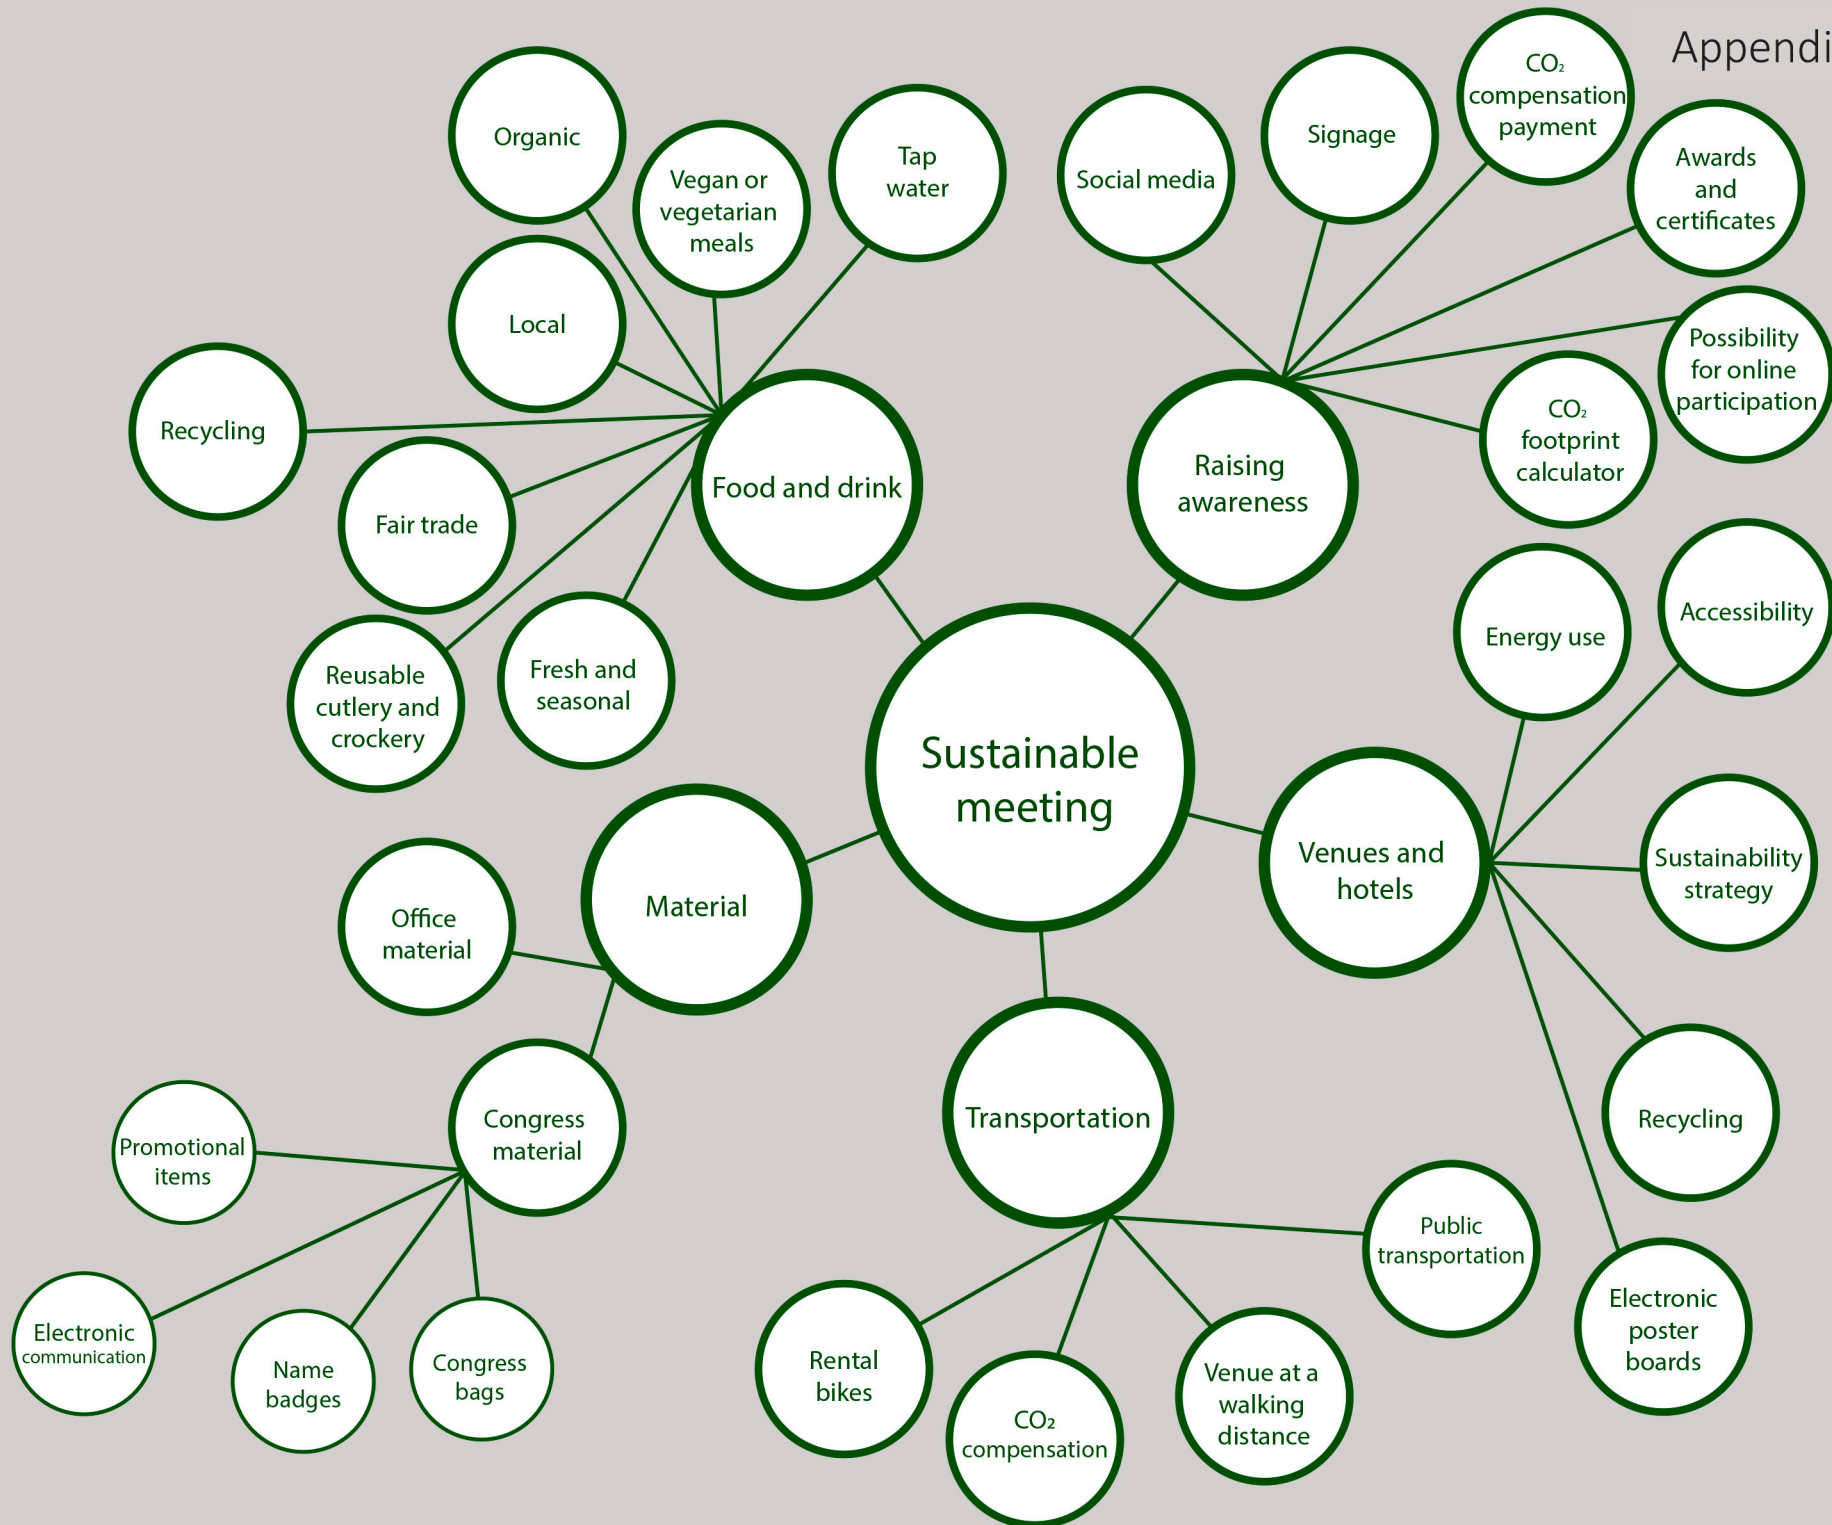 Appendi
CO₂
compensation
payment
Organic
Signage
Tap
water
Vegan or
vegetarian
meals
Social media
Awards
and
certificates
Local
Possibility
for online
participation
Recycling
CO₂
footprint
calculator
Food and drink
Raising
awareness
Fair trade
Energy use
Accessibility
Reusable
cutlery and
crockery
Fresh and
seasonal
Sustainable
meeting
Venues and
hotels
Sustainability
strategy
Material
Office
material
Congress
material
Transportation
Recycling
Promotional
items
Public
transportation
Electronic
communication
Name
badges
Congress
bags
Rental
bikes
CO₂
compensation
Venue at a
walking
distance
Electronic
poster
boards